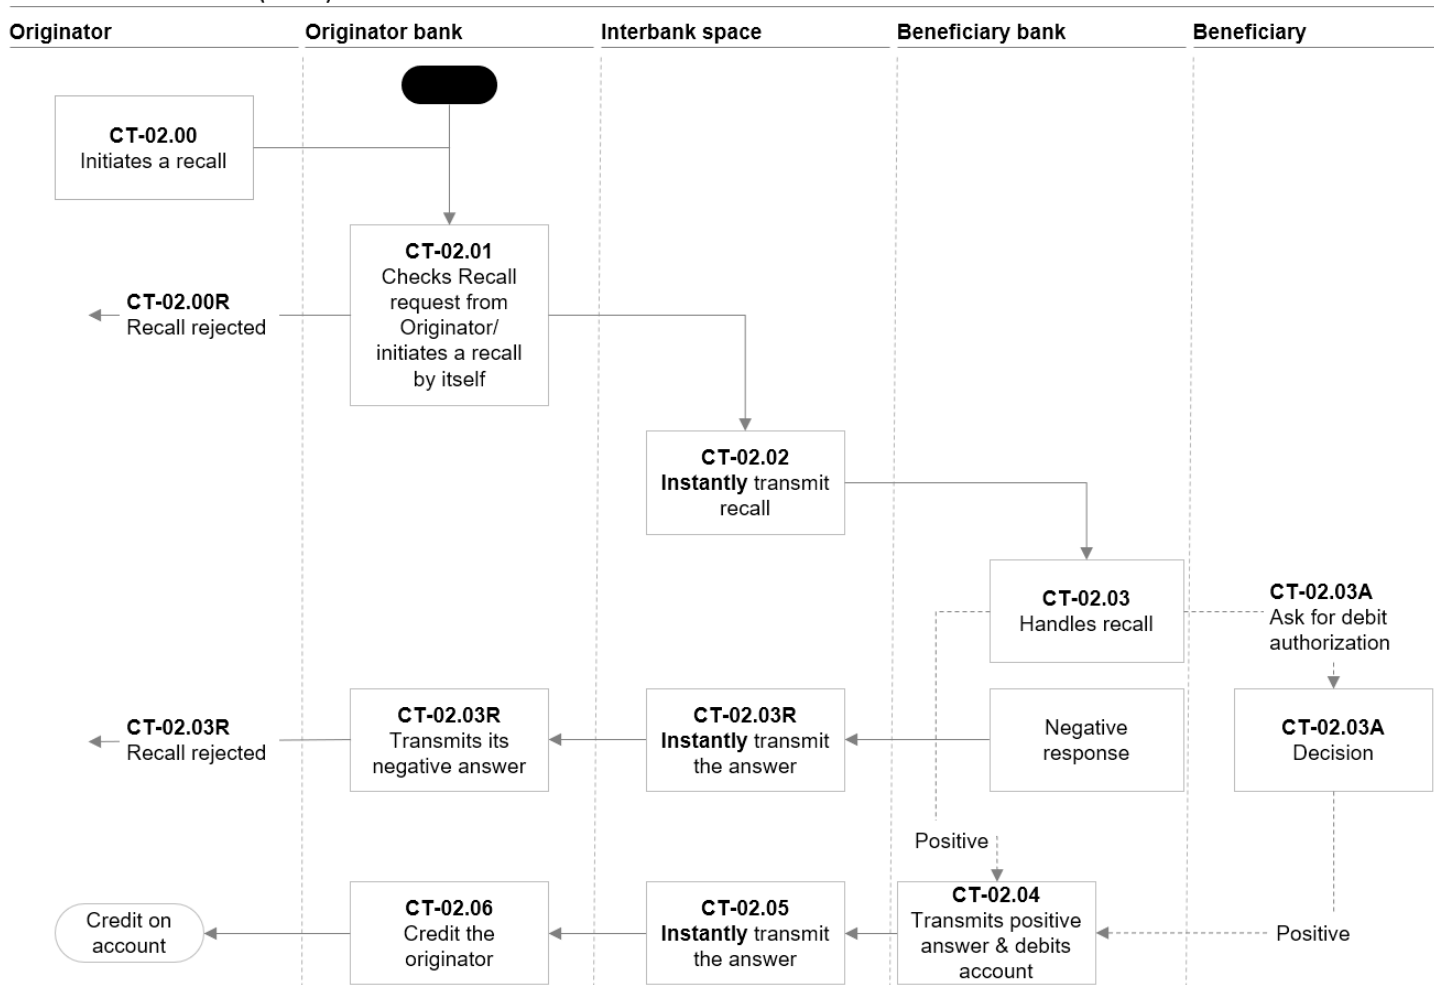 Originator
Originator bank
Interbank space
Beneficiary bank
Beneficiary
CT-02.00
Initiates a recall
CT-02.01
Checks Recall
request from
Originator/
initiates a recall
by itself
CT-02.00R
Recall rejected
CT-02.02
Instantly transmit
recall
CT-02.03
Handles recall
CT-02.03A
Ask for debit
authorization
CT-02.03R
Recall rejected
CT-02.03R
Transmits its
negative answer
CT-02.03R
Instantly transmit
the answer
Negative
response
CT-02.03A
Decision
Positive
Credit on
account
CT-02.06
Credit the
originator
CT-02.05
Instantly transmit
the answer
CT-02.04
Transmits positive
answer & debits
account
Positive